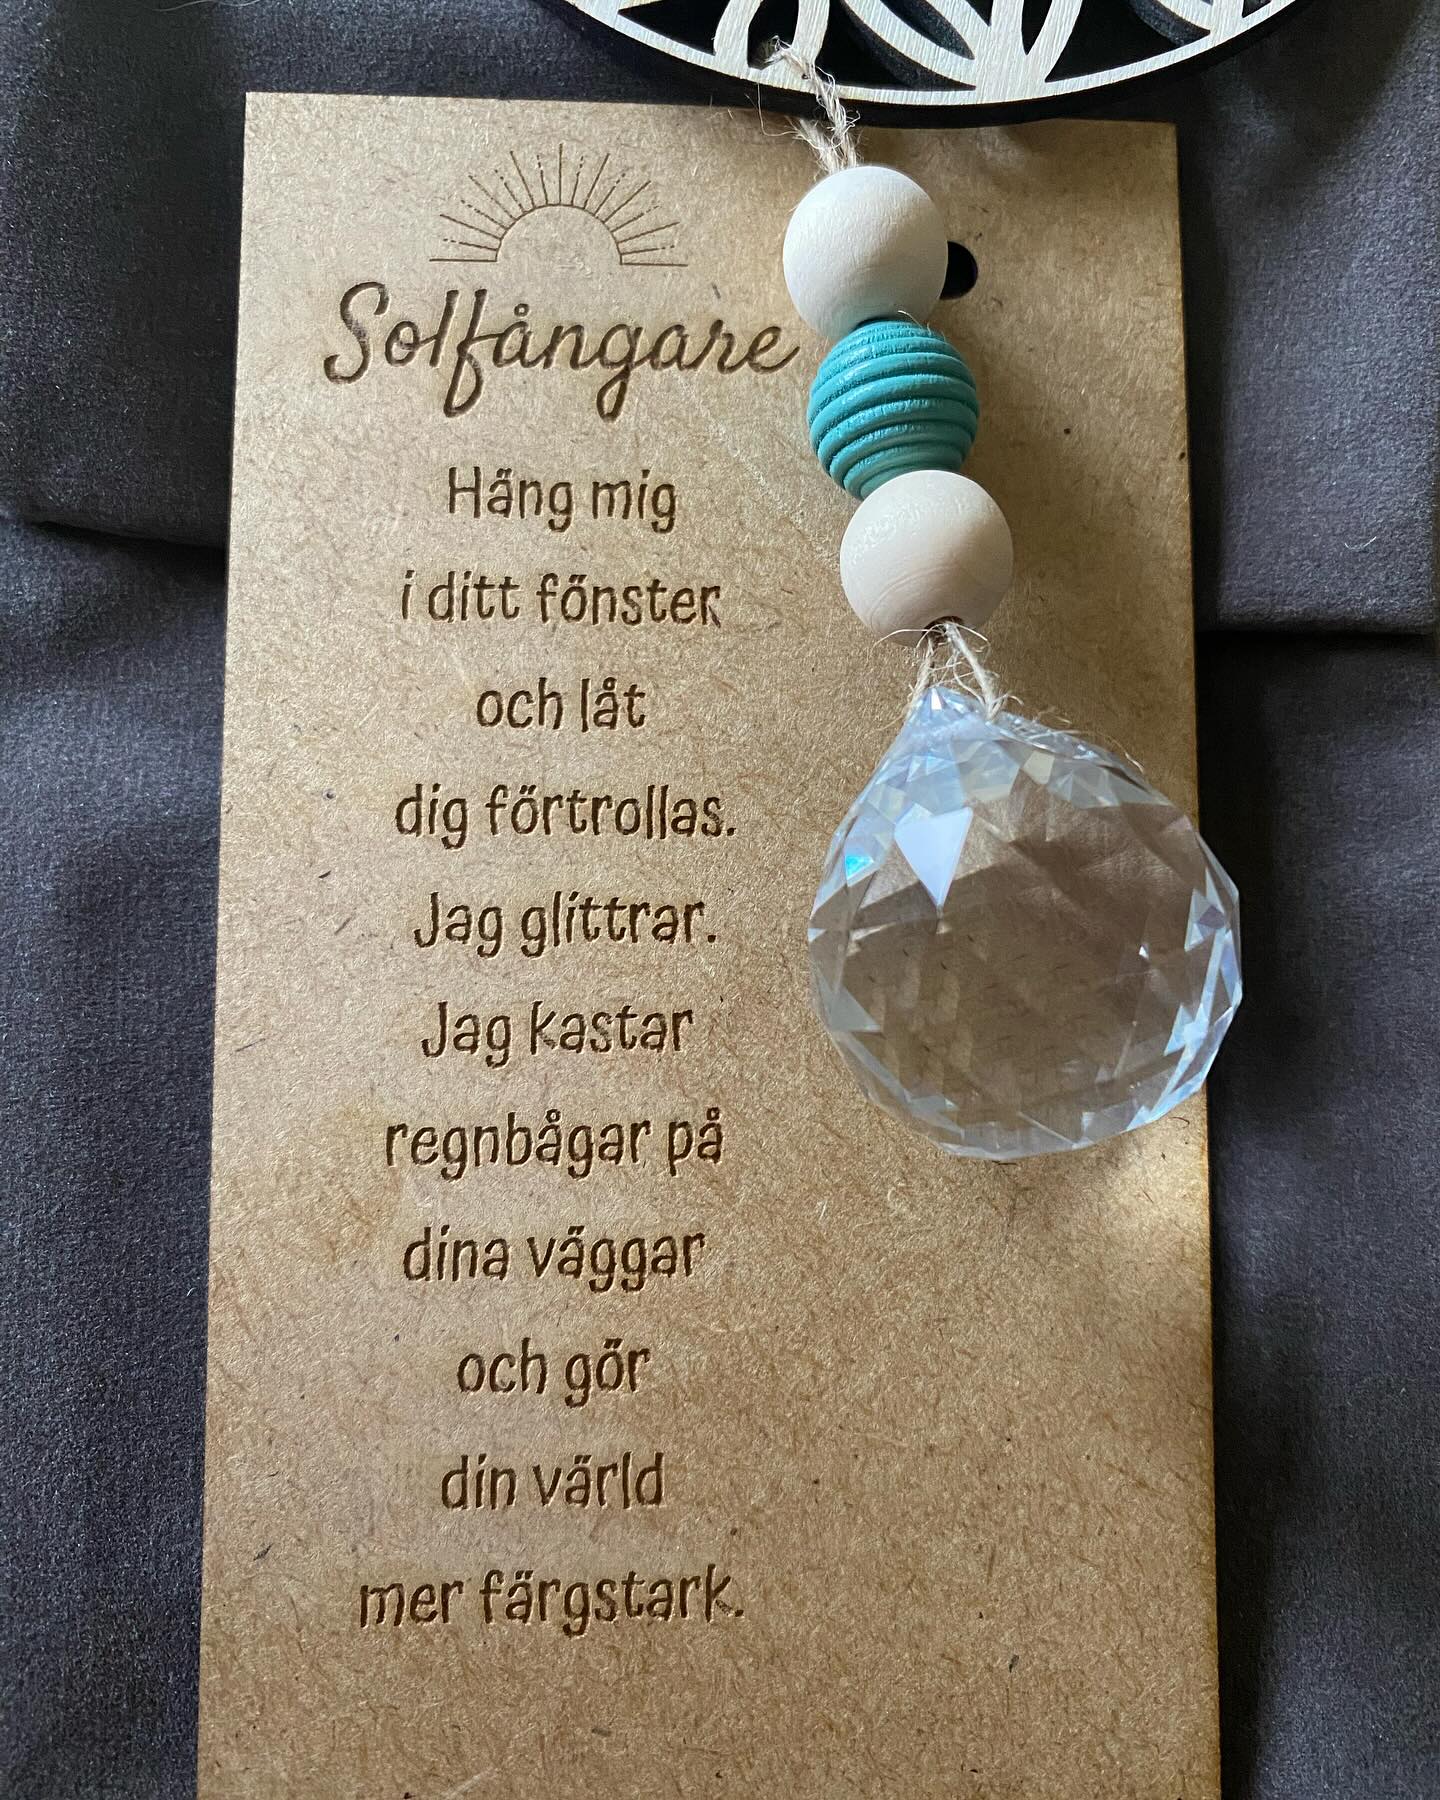 Solfångare
Häng mig
i ditt fönster
och låt
dig förtrollas.
Jag glittrar.
Jag kastar
regnbågar på
dina väggar
och gör
din värld
mer färgstark.